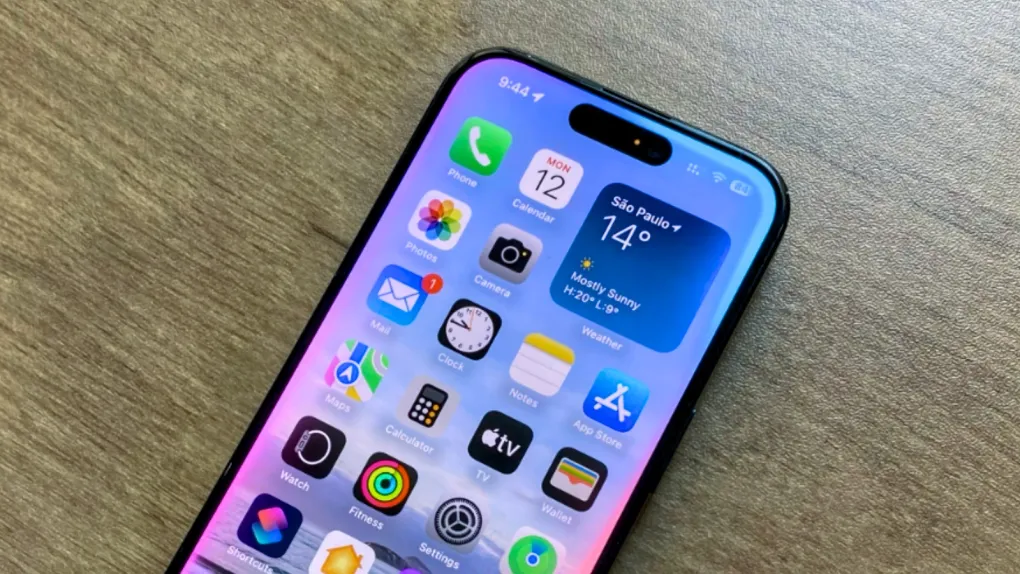 9:44
Phone
MON
12
Calendar
São Paulo
14°
Mostly Sunny
H:20° L:9°
Weather
Photos
Camera
1
Mail
Clock
Notes
App Store
Maps
Calculator
tv
TV
Wallet
Watch
Fitness
Settings
Shortcuts